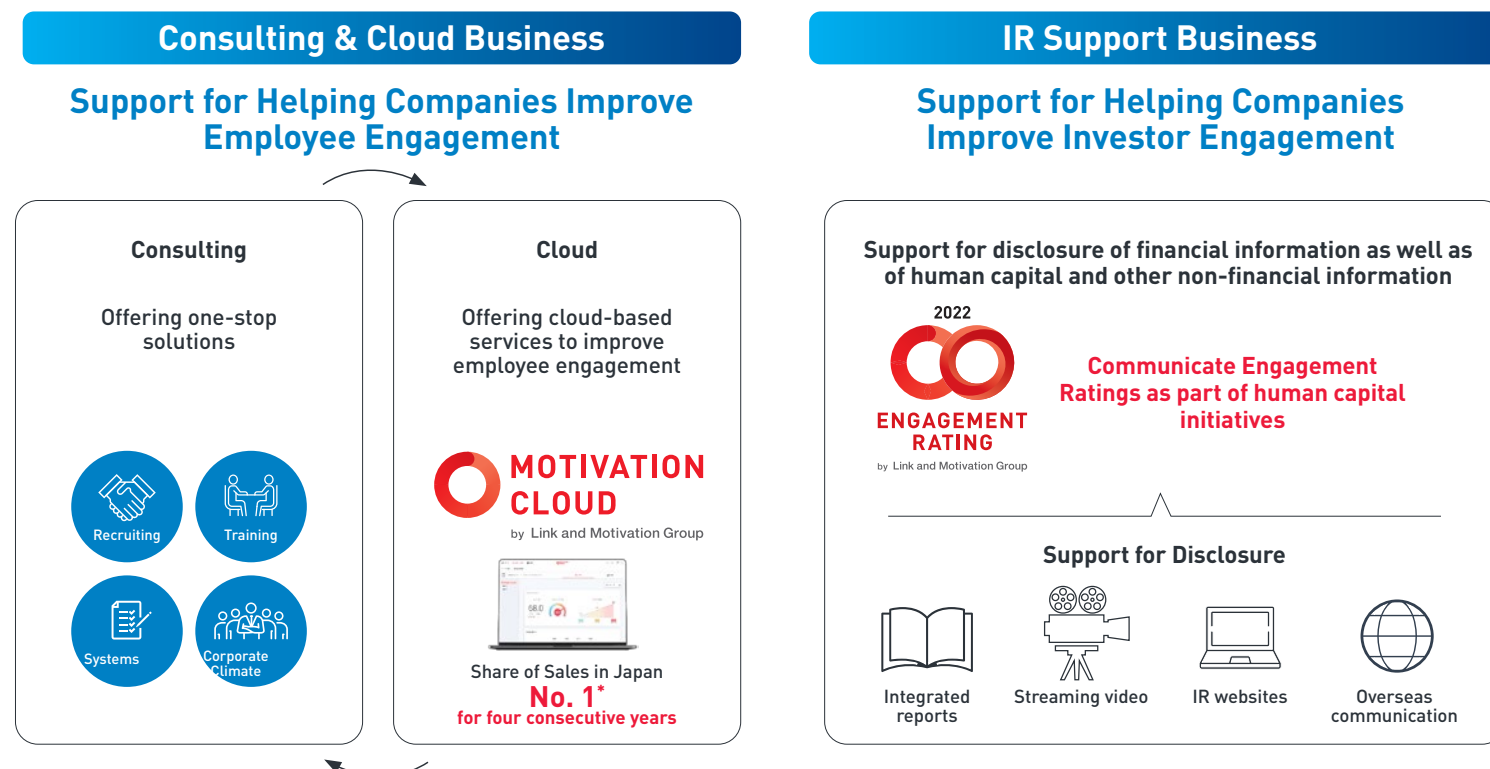 Consulting & Cloud Business
Support for Helping Companies Improve
Employee Engagement
Consulting
Offering one-stop
solutions
Recruiting
Training
Systems
Corporate
Climate
Cloud
Offering cloud-based
services to improve
employee engagement
MOTIVATION
CLOUD
by Link and Motivation Group
68.0
Share of Sales in Japan
No. 1*
for four consecutive years
IR Support Business
Support for Helping Companies
Improve Investor Engagement
Support for disclosure of financial information as well as
of human capital and other non-financial information
2022
ENGAGEMENT
RATING
by Link and Motivation Group
Communicate Engagement
Ratings as part of human capital
initiatives
Support for Disclosure
Integrated
reports
Streaming video
IR websites
Overseas
communication